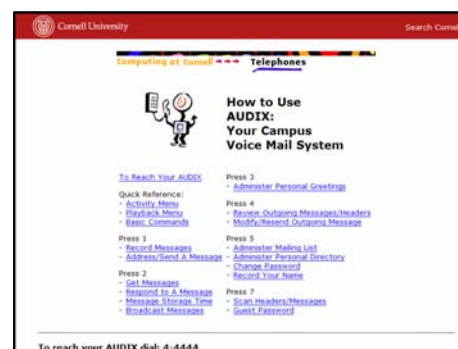 Cornell University
Search Cornel
Computing at Cornell
Telephones
How to Use
AUDIX:
Your Campus
Voice Mail System
To Reach Your AUDIX
Quick Reference:
- Activity Menu
- Playback Menu
- Basic Commands
Press 1
- Record Messages
- Address/Send A Message
Press 2
- Get Messages
- Respond to A Message
- Message Storage Time
- Broadcast Messages
Press 3
- Administer Personal Greetings
Press 4
- Review Outgoing Messages/Headers
- Modify/Resend Outgoing Message
Press 5
- Administer Mailing List
- Administer Personal Directory
- Change Password
- Record Your Name
Press 7
- Scan Headers/Messages
- Guest Password
To reach your AUDIX dial: 4-4444